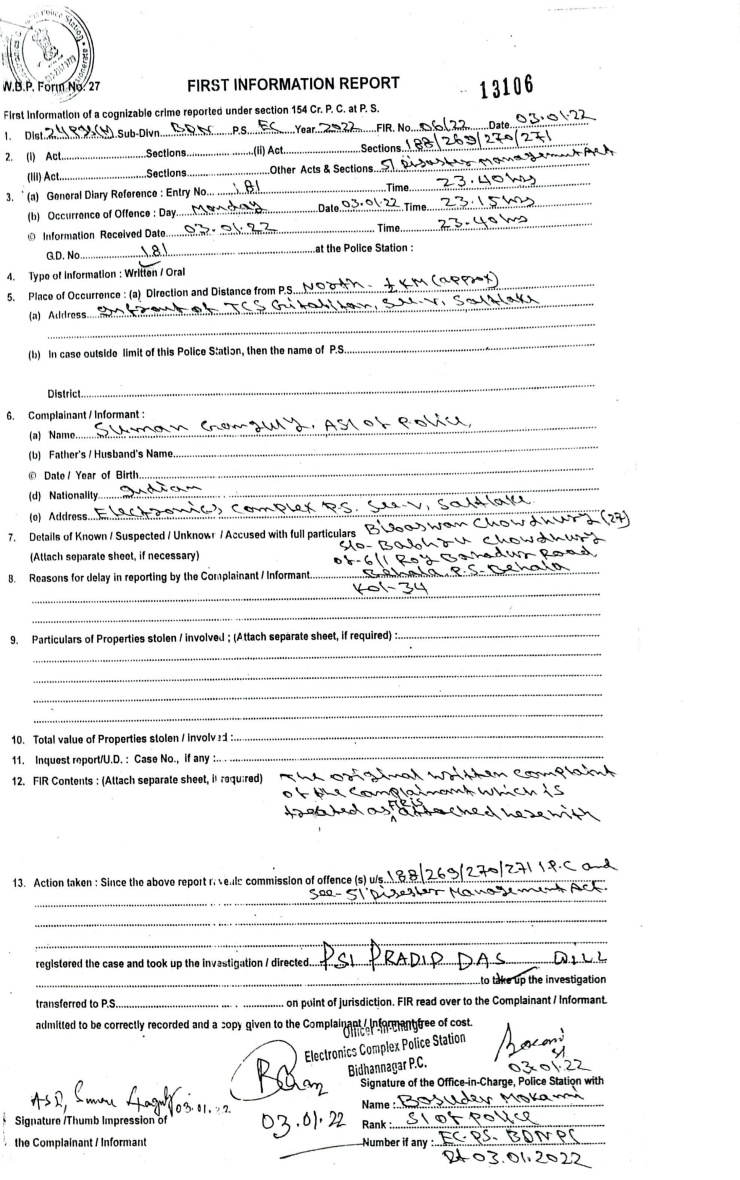 W.B.P. Form No. 27
FIRST INFORMATION REPORT
13106
First Information of a cognizable crime reported under section 154 Cr. P. C. at P. S.
1. Dist. 24 Sub-Divn. BDN P.S. EC Year 2022 FIR. No. 06/22 Date 03.01.22
2. (I) Act Sections (ii) Act Sections 188/269/270/271
(iii) Act Sections Other Acts & Sections 51 Disaster Management Act
3. (a) General Diary Reference : Entry No. 181 Time 23.40 hrs
(b) Occurrence of Offence : Day Monday Date 03.01.22 Time 23.15 hrs
© Information Received Date 03.01.22 Time 23.40 hrs
G.D. No. 181 at the Police Station :
4. Type of Information : Written / Oral
5. Place of Occurrence : (a) Direction and Distance from P.S. North - ½ KM (approx)
(a) Address Infront of TCS Gitabitan, Sec-V, Saltlake
(b) In case outside limit of this Police Station, then the name of P.S.
District
6. Complainant / Informant :
(a) Name Suman Ganguly, ASI of Police,
(b) Father's / Husband's Name
© Date / Year of Birth
(d) Nationality Indian
(e) Address Electronics Complex P.S. Sec-V, Saltlake
7. Details of Known / Suspected / Unknown / Accused with full particulars Bibaswan Chowdhury (27)
(Attach separate sheet, if necessary) S/o- Chowdhury
of-6/1 Roy Bahadur Road
8. Reasons for delay in reporting by the Complainant / Informant Behala, P.S. Behala
Kol-34
9. Particulars of Properties stolen / involved ; (Attach separate sheet, if required) :
10. Total value of Properties stolen / involved :
11. Inquest report/U.D. : Case No., if any :
12. FIR Contents : (Attach separate sheet, if required) The original written complaint
of the complainant which is
treated as FIR is attached herewith
13. Action taken : Since the above report reveals commission of offence (s) u/s. 188/269/270/271 I.P.C and
Sec- 51 Disester Management Act.
registered the case and took up the investigation / directed PSI PRADIP DAS WILL
to take up the investigation
transferred to P.S. on point of jurisdiction. FIR read over to the Complainant / Informant.
admitted to be correctly recorded and a copy given to the Complainant / Informant free of cost.
Officer-in-Charge
Electronics Complex Police Station
Bidhannagar P.C.
SI
03.01.22
Signature of the Office-in-Charge, Police Station with
ASI, 03.01.22
03.01.22
Name : Basudev Mokami
Signature /Thumb Impression of
Rank : SI of Police
the Complainant / Informant
Number if any : EC-PS- BDN PC
Dt 03.01.2022